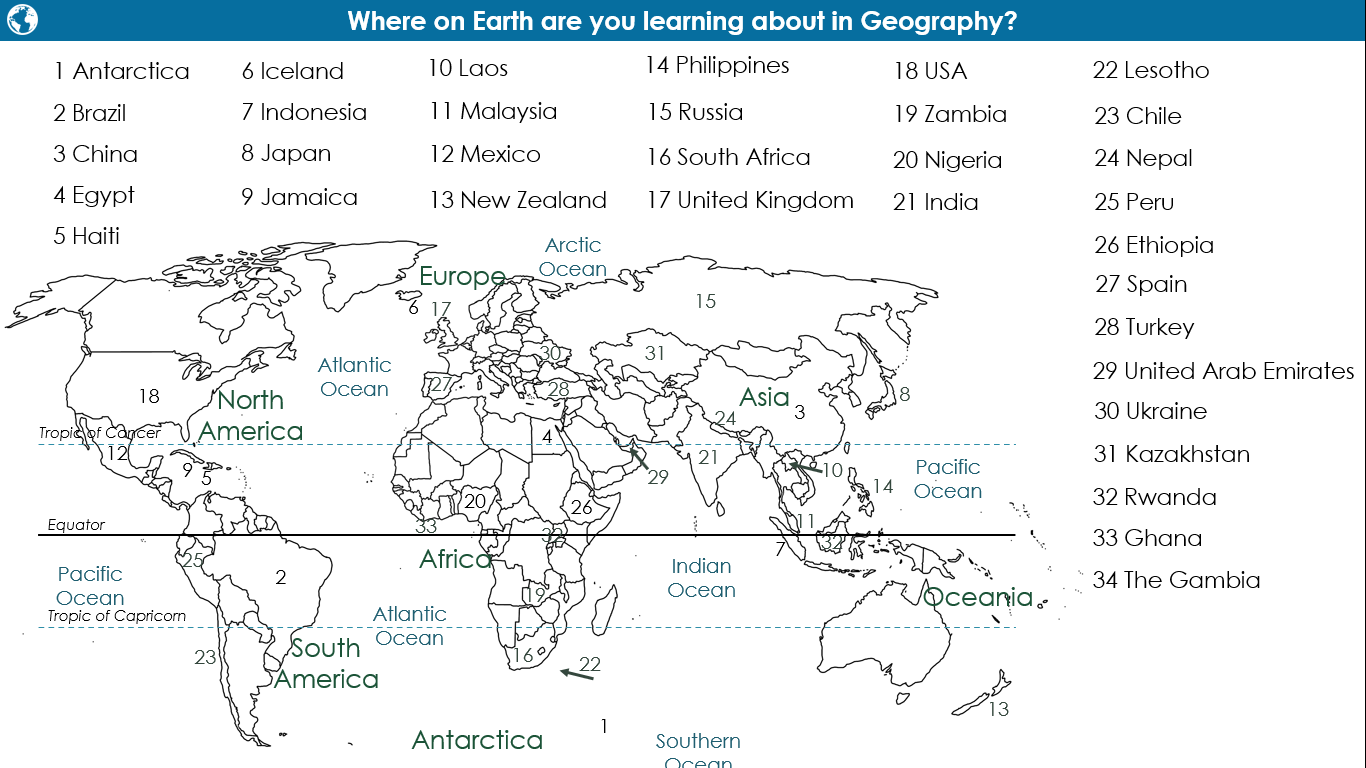 Where on Earth are you learning about in Geography?
1 Antarctica
2 Brazil
3 China
4 Egypt
5 Haiti
6 Iceland
7 Indonesia
8 Japan
9 Jamaica
10 Laos
11 Malaysia
12 Mexico
13 New Zealand
14 Philippines
15 Russia
16 South Africa
17 United Kingdom
18 USA
19 Zambia
20 Nigeria
21 India
22 Lesotho
23 Chile
24 Nepal
25 Peru
26 Ethiopia
27 Spain
28 Turkey
29 United Arab Emirates
30 Ukraine
31 Kazakhstan
32 Rwanda
33 Ghana
34 The Gambia
Arctic
Ocean
Europe
6
17
15
30
31
Atlantic
Ocean
27
28
18
North
America
Asia
3
8
24
Tropic of Cancer
12
4
21
9
5
29
10
14
Pacific
Ocean
20
26
11
Equator
33
32
7
34
25
Africa
Indian
Ocean
Pacific
Ocean
2
19
Oceania
Tropic of Capricorn
Atlantic
Ocean
23
South
America
16
22
13
1
Antarctica
Southern
Ocean